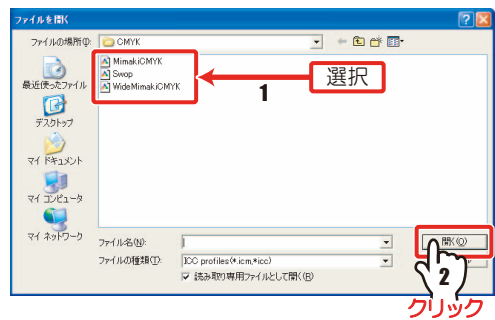 ファイルを開く
ファイルの場所(I): CMYK
MimakiCMYK
Swop
WideMimakiCMYK
1
選択
最近使ったファイル
デスクトップ
マイ ドキュメント
マイ コンピュータ
マイ ネットワーク
ファイル名(N):
開く(O)
ファイルの種類(T): ICC profiles(*.icm,*icc)
読み取り専用ファイルとして開く(R)
2
クリック